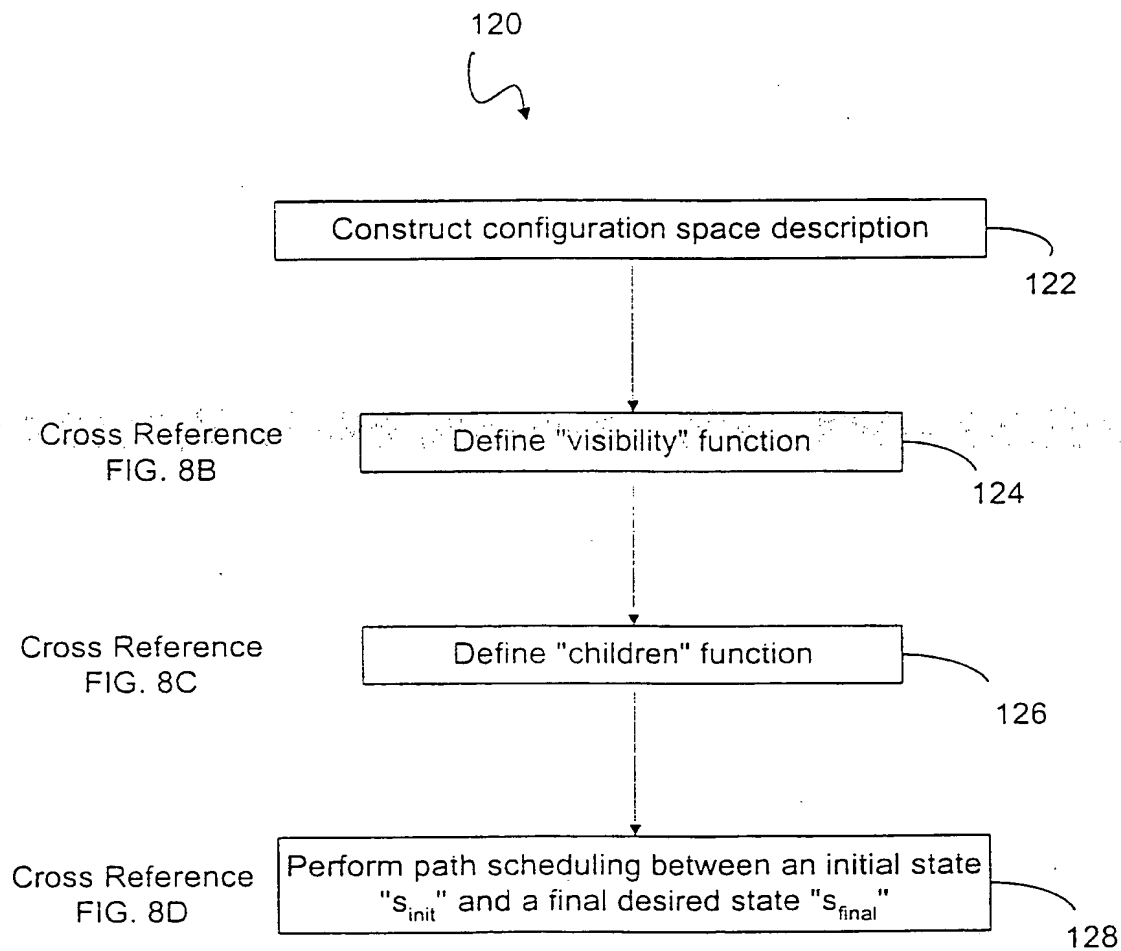 120
Construct configuration space description
122
Cross Reference
FIG. 8B
Define "visibility" function
124
Cross Reference
FIG. 8C
Define "children" function
126
Cross Reference
FIG. 8D
Perform path scheduling between an initial state
"s_init" and a final desired state "s_final"
128